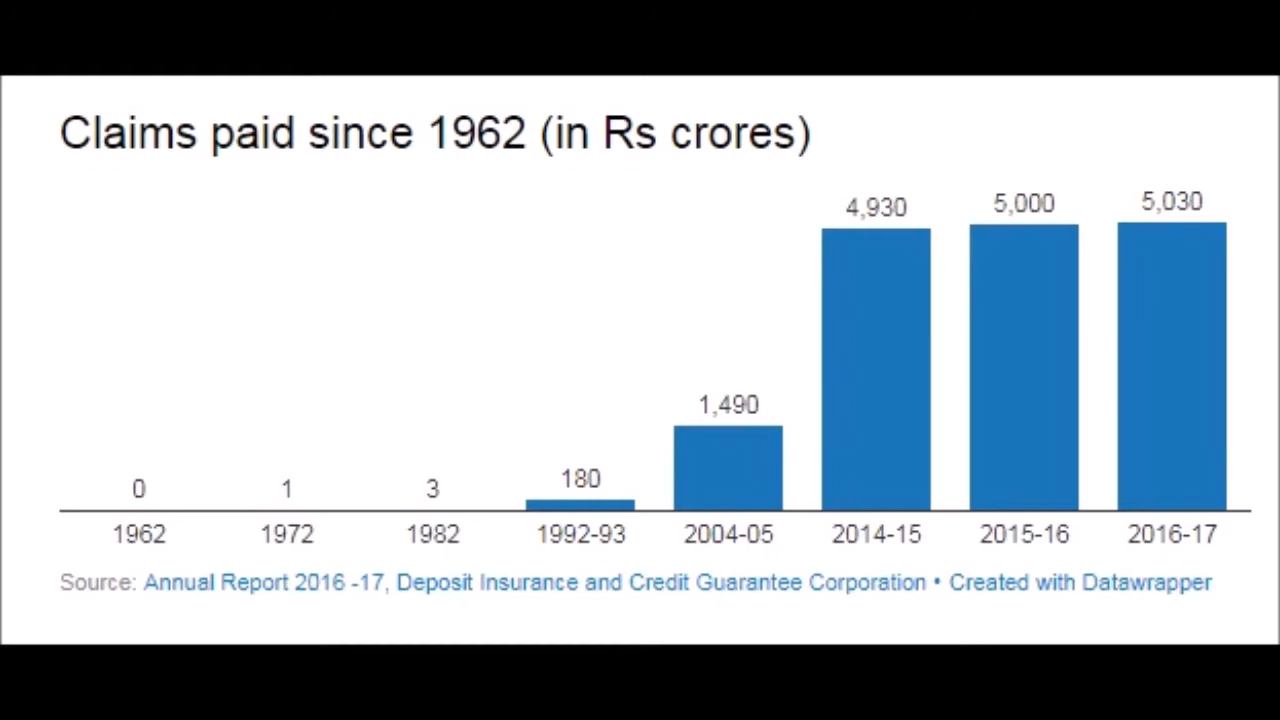 Claims paid since 1962 (in Rs crores)
0 1 3 180 1,490 4,930 5,000 5,030
1962 1972 1982 1992-93 2004-05 2014-15 2015-16 2016-17
Source: Annual Report 2016 -17, Deposit Insurance and Credit Guarantee Corporation • Created with Datawrapper